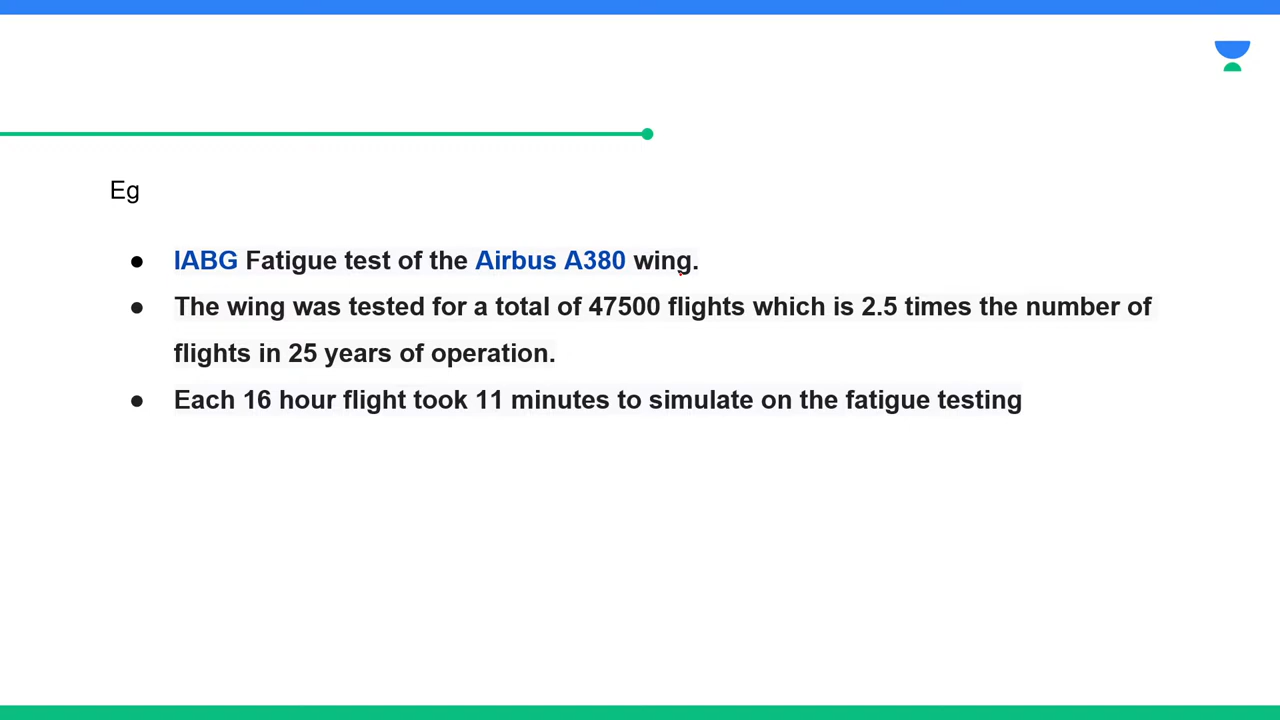 Eg
● IABG Fatigue test of the Airbus A380 wing.
● The wing was tested for a total of 47500 flights which is 2.5 times the number of
flights in 25 years of operation.
● Each 16 hour flight took 11 minutes to simulate on the fatigue testing